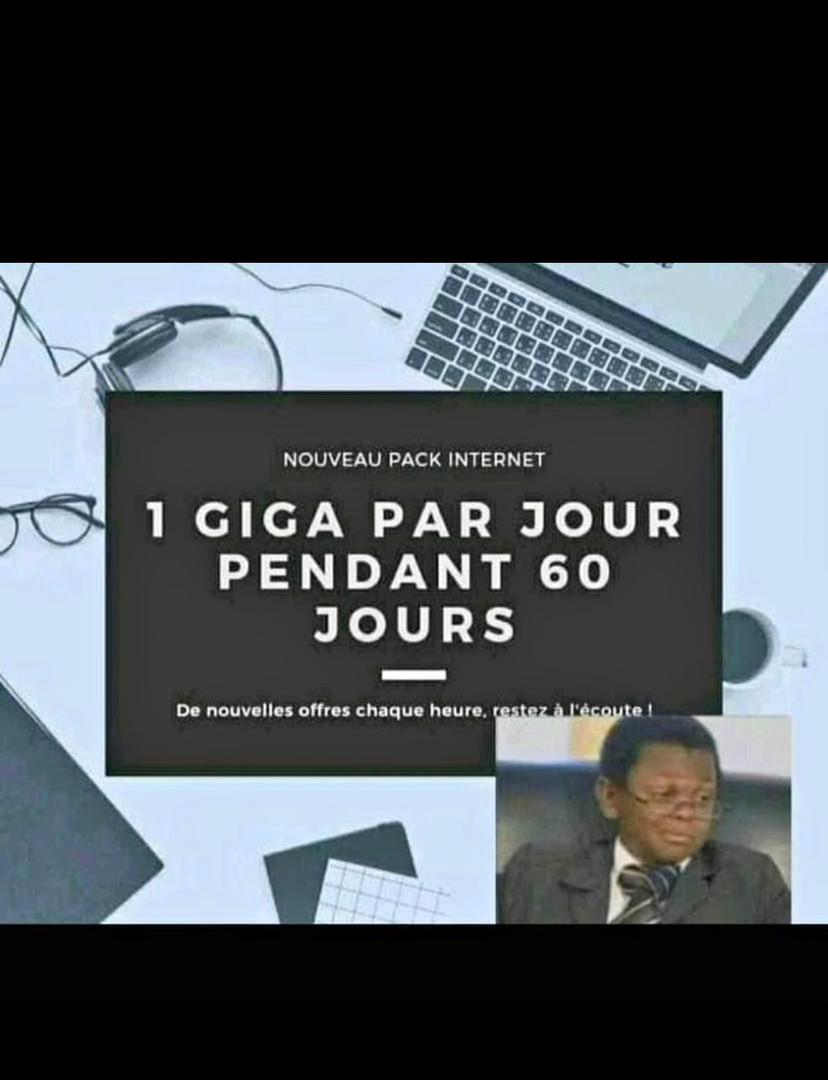 NOUVEAU PACK INTERNET
1 GIGA PAR JOUR
PENDANT 60
JOURS
De nouvelles offres chaque heure, restez à l'écoute !